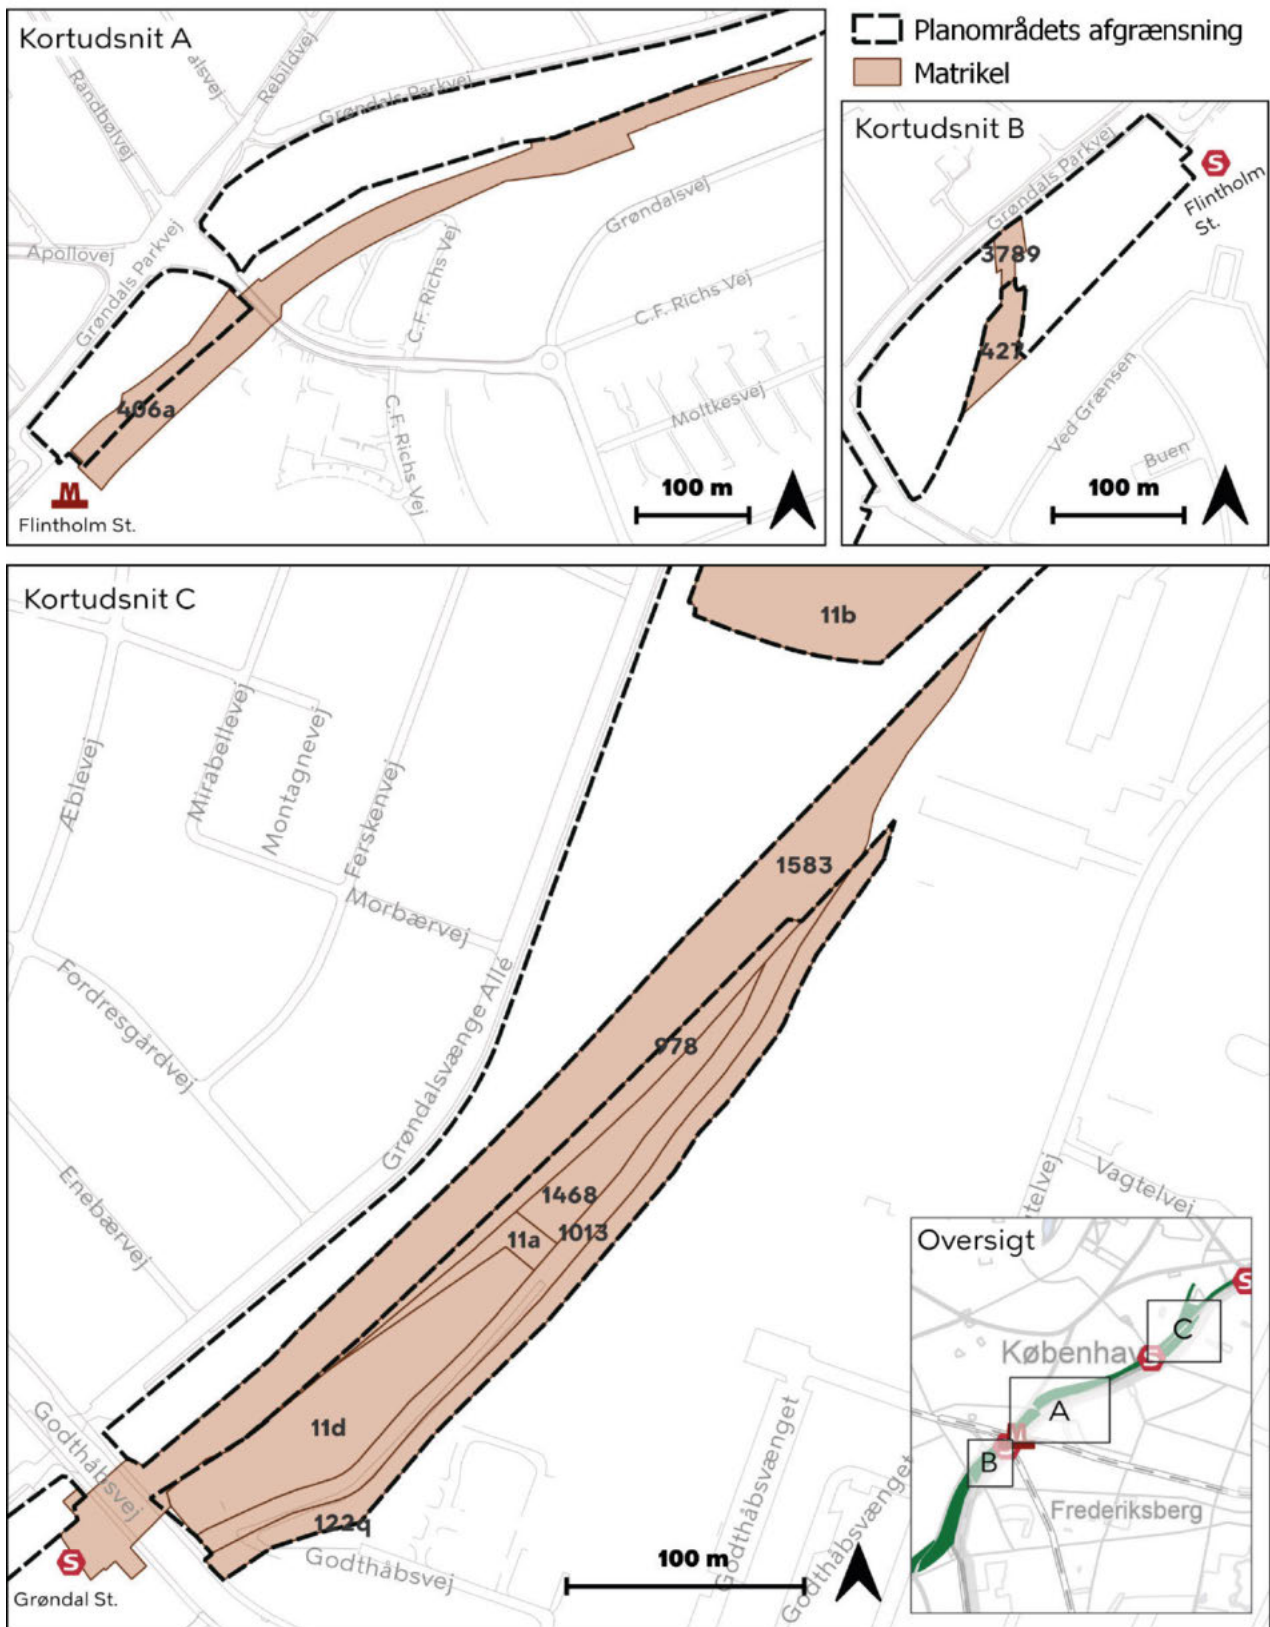 Kortudsnit A
Planområdets afgrænsning
Matrikel
Randbølvej
alsvej
Rebildvej
Grøndals Parkvej
Apollovej
Grøndals Parkvej
Grøndalsvej
C.F. Richs Vej
C.F. Richs Vej
C.F. Richs Vej
Moltkesvej
406a
M
Flintholm St.
100 m
Kortudsnit B
Grøndals Parkvej
S
Flintholm
St.
3789
427
Ved Grænsen
Buen
100 m
Kortudsnit C
11b
Æblevej
Mirabellevej
Montagnevej
Ferskenvej
Morbærvej
Fordresgårdvej
Grøndalsvænge Allé
Enebærvej
1583
978
1468
1013
11a
11d
122q
Godthåbsvej
Godthåbsvej
S
Grøndal St.
Godthåbsvænget
Godthåbsvænget
telvej
Vagtelvej
100 m
Oversigt
S
C
Københav
S
A
M
B
Frederiksberg